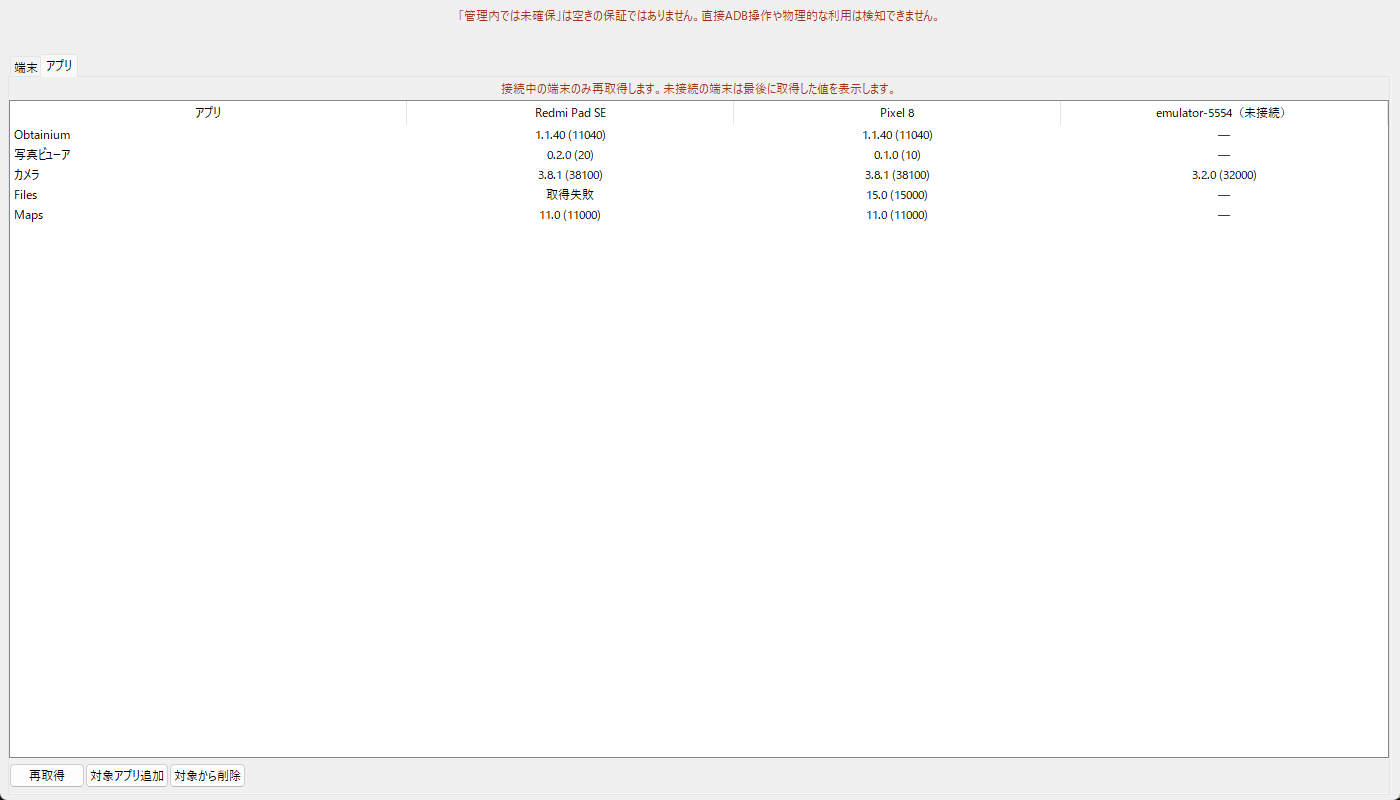 「管理内では未確保」は空きの保証ではありません。直接ADB操作や物理的な利用は検知できません。
端末 アプリ
接続中の端末のみ再取得します。未接続の端末は最後に取得した値を表示します。
アプリ Redmi Pad SE Pixel 8 emulator-5554（未接続）
Obtainium 1.1.40 (11040) 1.1.40 (11040) —
写真ビューア 0.2.0 (20) 0.1.0 (10) —
カメラ 3.8.1 (38100) 3.8.1 (38100) 3.2.0 (32000)
Files 取得失敗 15.0 (15000) —
Maps 11.0 (11000) 11.0 (11000) —
再取得 対象アプリ追加 対象から削除